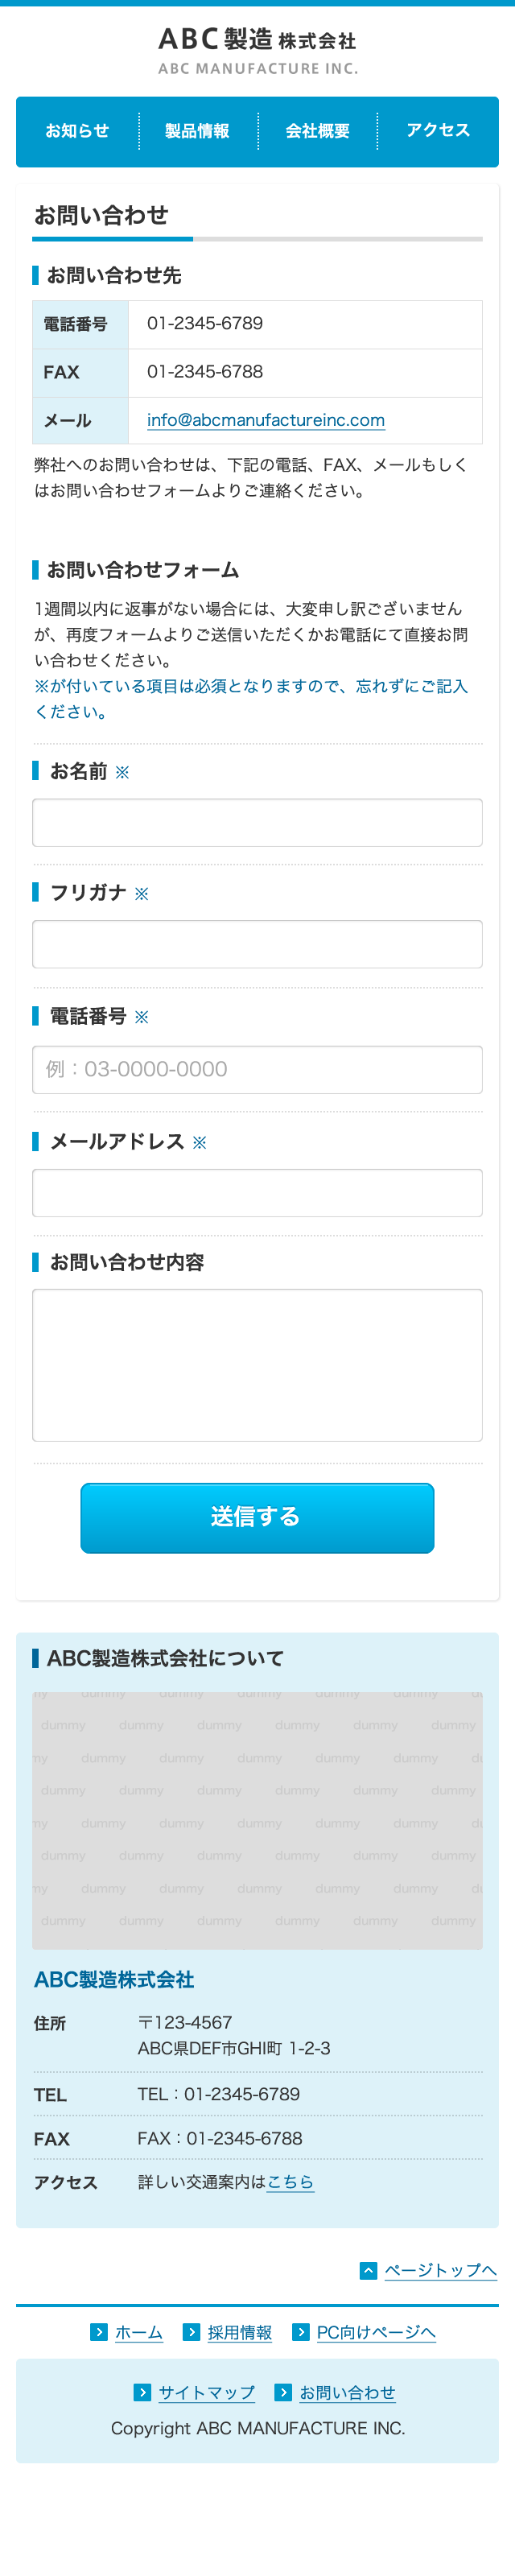 ABC製造株式会社
ABC MANUFACTURE INC.
お知らせ 製品情報 会社概要 アクセス
お問い合わせ
お問い合わせ先
電話番号 01-2345-6789
FAX 01-2345-6788
メール info@abcmanufactureinc.com
弊社へのお問い合わせは、下記の電話、FAX、メールもしく
はお問い合わせフォームよりご連絡ください。
お問い合わせフォーム
1週間以内に返事がない場合には、大変申し訳ございません
が、再度フォームよりご送信いただくかお電話にて直接お問
い合わせください。
※が付いている項目は必須となりますので、忘れずにご記入
ください。
お名前 ※
フリガナ ※
電話番号 ※
例：03-0000-0000
メールアドレス ※
お問い合わせ内容
送信する
ABC製造株式会社について
dummy dummy dummy dummy dummy dummy
dummy dummy dummy dummy dummy dummy
dummy dummy dummy dummy dummy
dummy dummy dummy dummy dummy dummy
dummy dummy dummy dummy dummy
dummy dummy dummy dummy dummy dummy
dummy dummy dummy dummy dummy
dummy dummy dummy dummy dummy dummy
ABC製造株式会社
住所 〒123-4567
ABC県DEF市GHI町 1-2-3
TEL TEL：01-2345-6789
FAX FAX：01-2345-6788
アクセス 詳しい交通案内はこちら
ページトップへ
ホーム 採用情報 PC向けページへ
サイトマップ お問い合わせ
Copyright ABC MANUFACTURE INC.